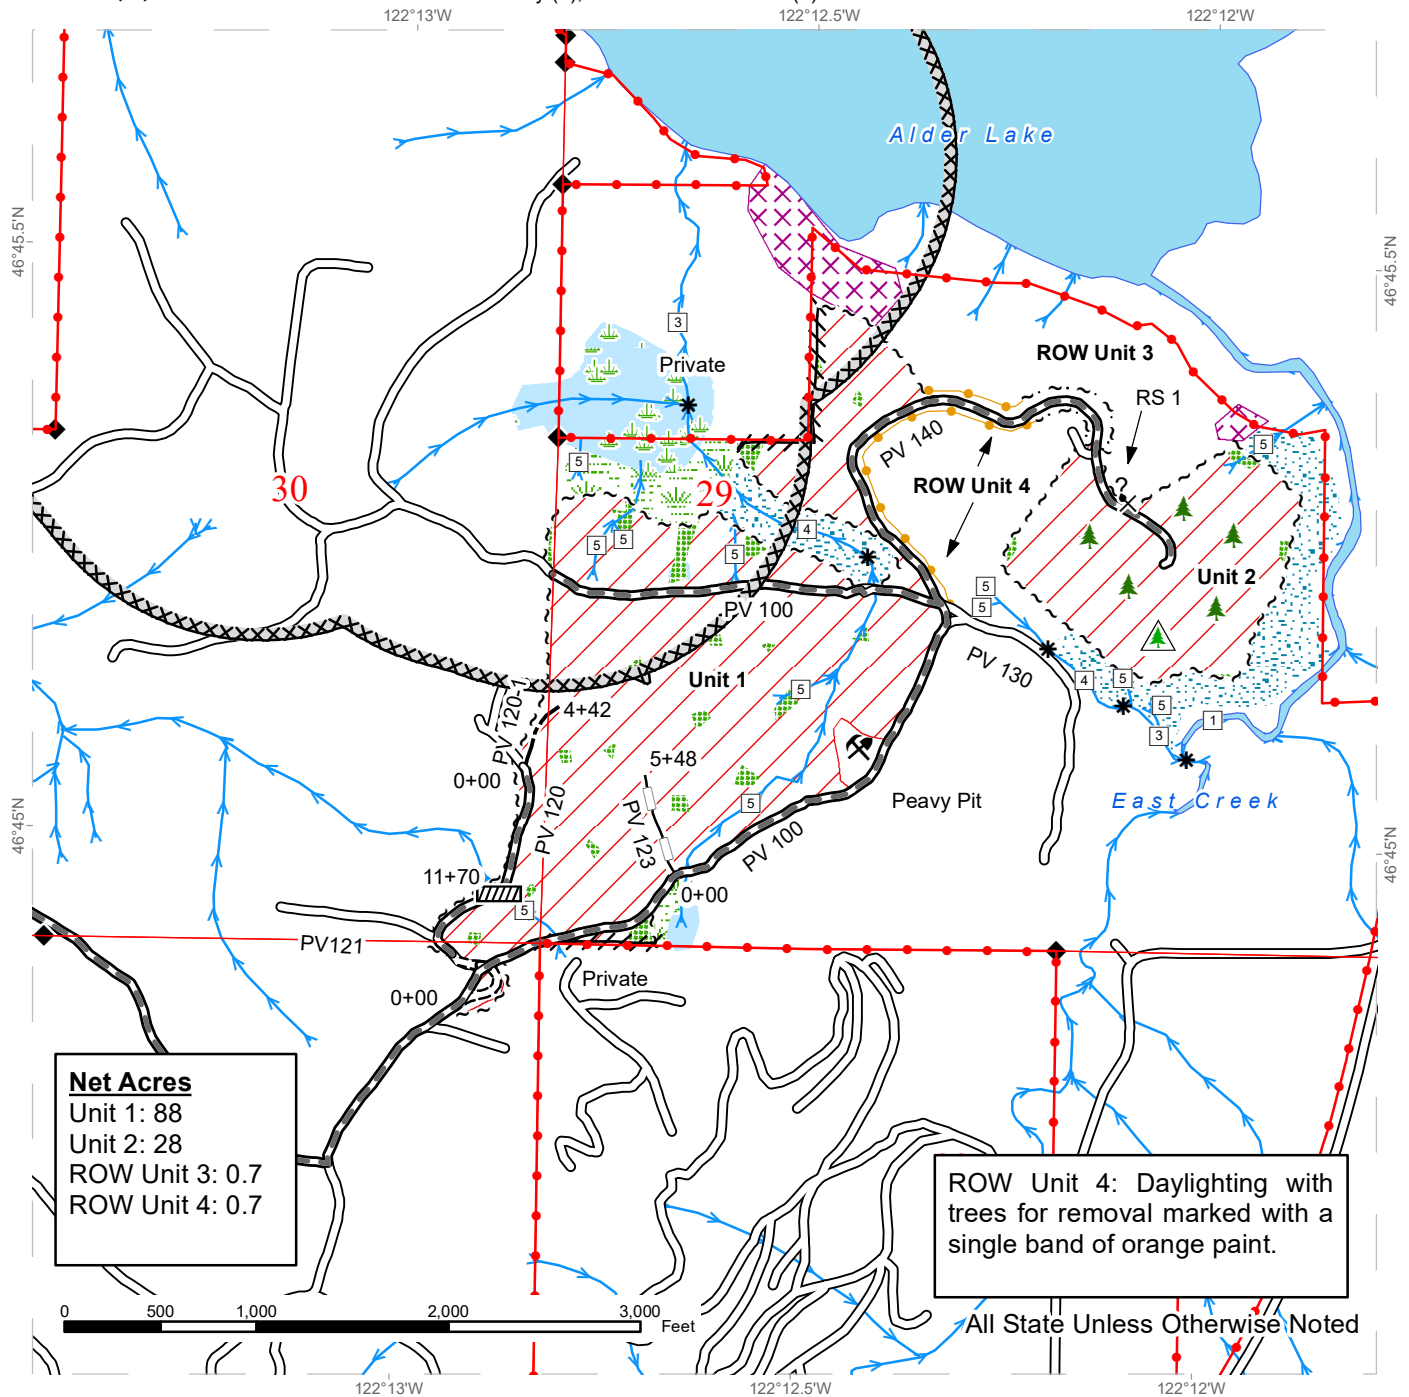 122°13'W
122°12.5'W
122°12'W
Alder Lake
46°45.5'N
46°45.5'N
3
Private
ROW Unit 3
RS 1
PV 140
5
5
30
29
ROW Unit 4
4
5
5
5
Unit 2
PV 100
5
5
PV 130
Unit 1
5
4
5
5
1
3
PV 120-1
4+42
0+00
5+48
PV 120
PV 123
5
Peavy Pit
East Creek
46°45'N
46°45'N
PV 100
11+70
0+00
5
PV121
0+00
Private
Net Acres
Unit 1: 88
Unit 2: 28
ROW Unit 3: 0.7
ROW Unit 4: 0.7
ROW Unit 4: Daylighting with
trees for removal marked with a
single band of orange paint.
0 500 1,000 2,000 3,000
Feet
All State Unless Otherwise Noted
122°13'W
122°12.5'W
122°12'W